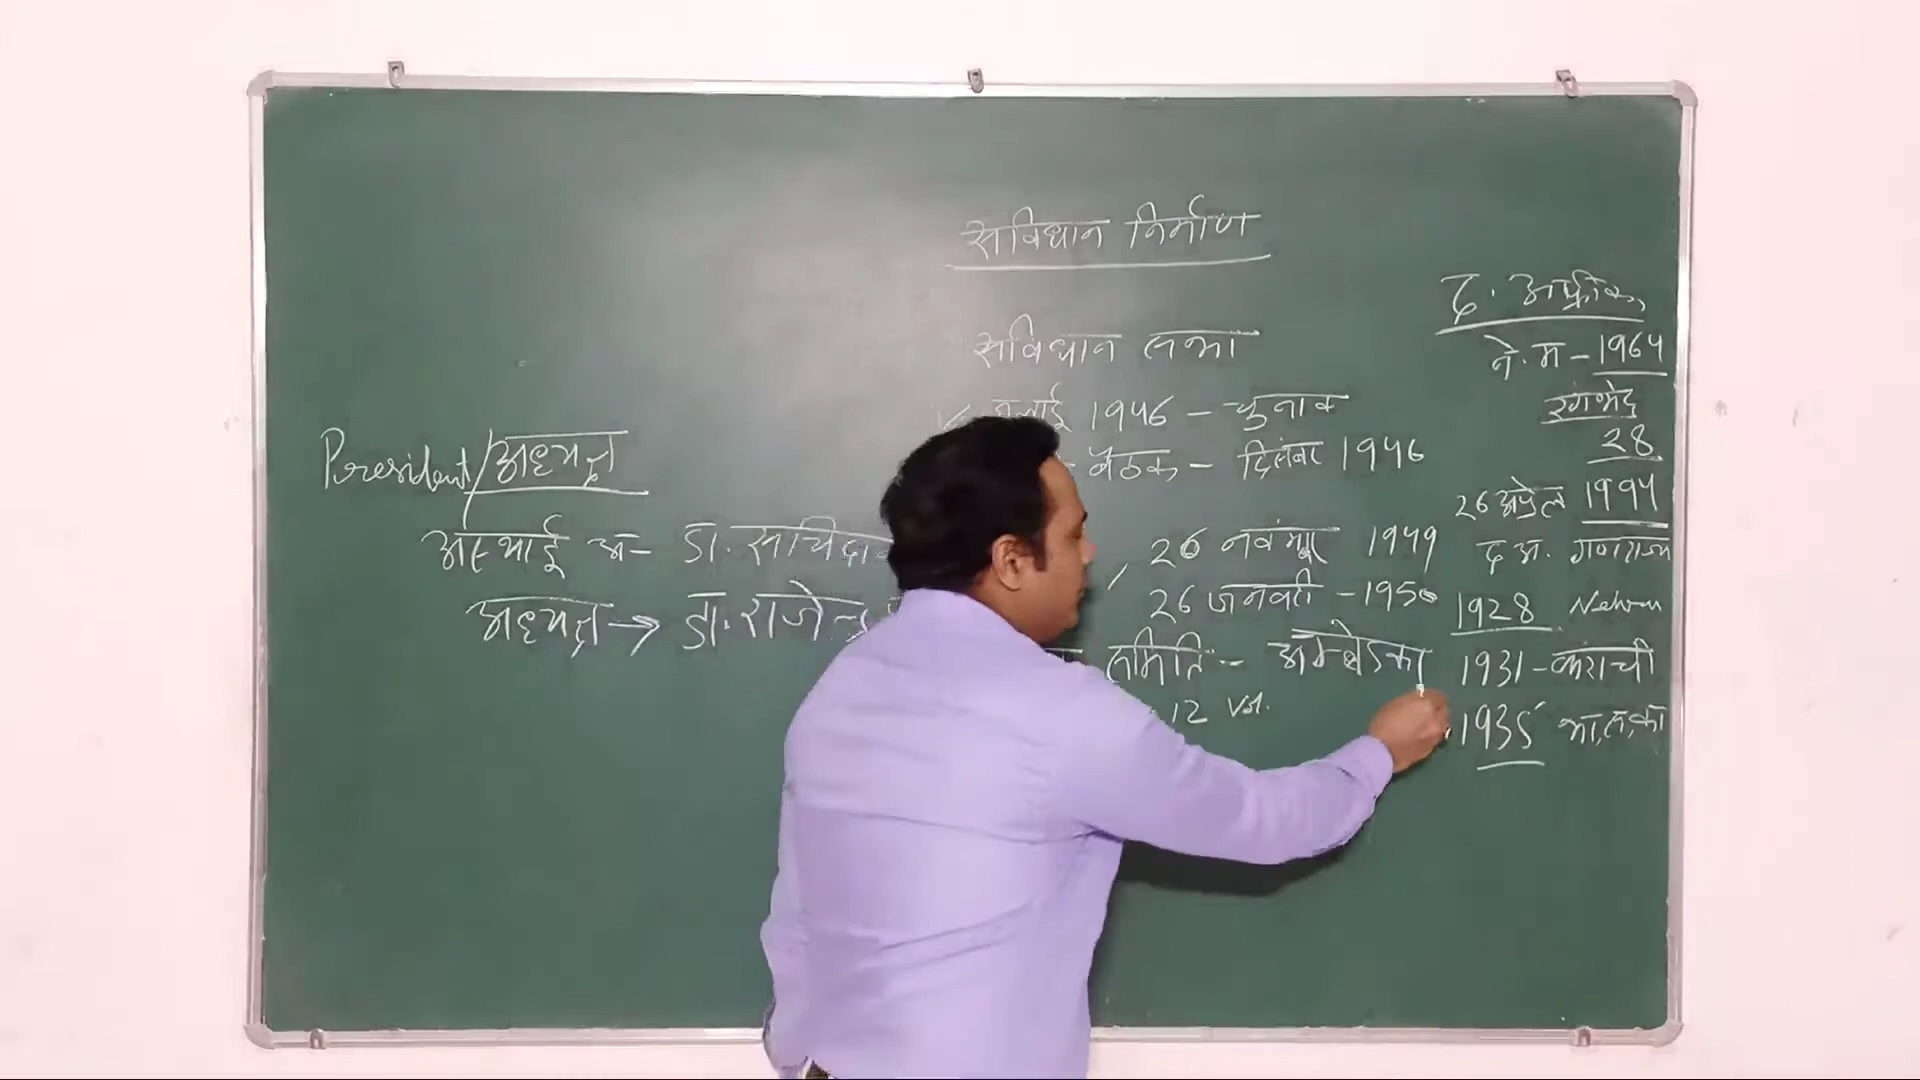 संविधान निर्माण
संविधान सभा
जुलाई 1946 - चुनाव
बैठक - दिसंबर 1946
26 नवंम्बर 1949
26 जनवरी - 1950
समिति - अम्बेडकर
12 Vol.
President/अध्यक्ष
अस्थाई अ- डा. सचिदा
अध्यक्ष → डा. राजेन्द्र
द. अफ्रीका
ने. म - 1964
रंगभेद
28
26 अप्रेल 1994
द अ. गणराज्य
1928 Nehru
1931 - करांची
1935 भा, स, का